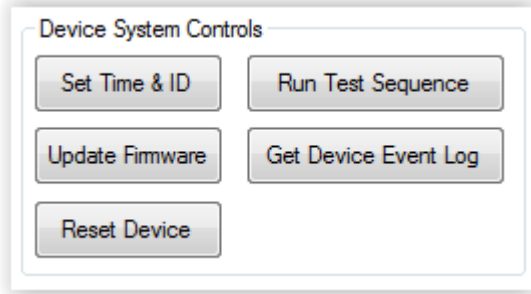 Device System Controls
Set Time & ID
Run Test Sequence
Update Firmware
Get Device Event Log
Reset Device